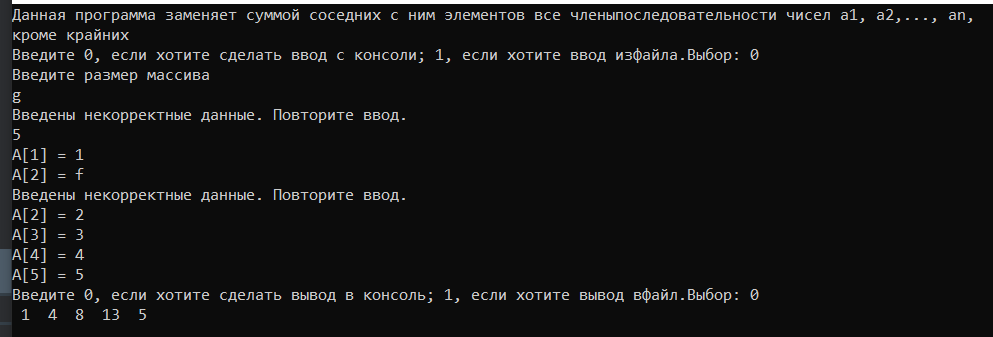 Данная программа заменяет суммой соседних с ним элементов все членыпоследовательности чисел a1, a2,..., an,
кроме крайних
Введите 0, если хотите сделать ввод с консоли; 1, если хотите ввод изфайла.Выбор: 0
Введите размер массива
g
Введены некорректные данные. Повторите ввод.
5
A[1] = 1
A[2] = f
Введены некорректные данные. Повторите ввод.
A[2] = 2
A[3] = 3
A[4] = 4
A[5] = 5
Введите 0, если хотите сделать вывод в консоль; 1, если хотите вывод вфайл.Выбор: 0
1 4 8 13 5